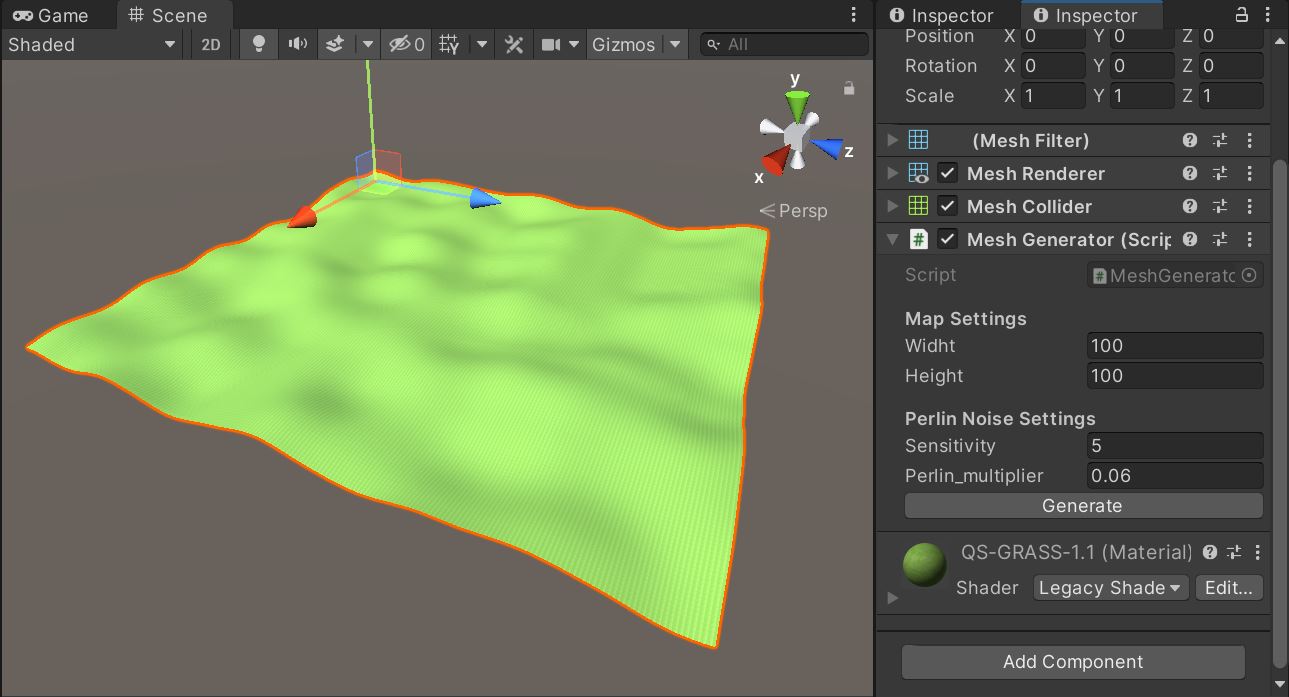 Game Scene
Inspector Inspector
Shaded 2D 0 Gizmos All
Position X 0 Y 0 Z 0
Rotation X 0 Y 0 Z 0
Scale X 1 Y 1 Z 1
y
z
x
Persp
(Mesh Filter)
Mesh Renderer
Mesh Collider
# Mesh Generator (Scrip
Script # MeshGenerato
Map Settings
Widht 100
Height 100
Perlin Noise Settings
Sensitivity 5
Perlin_multiplier 0.06
Generate
QS-GRASS-1.1 (Material)
Shader Legacy Shade Edit...
Add Component